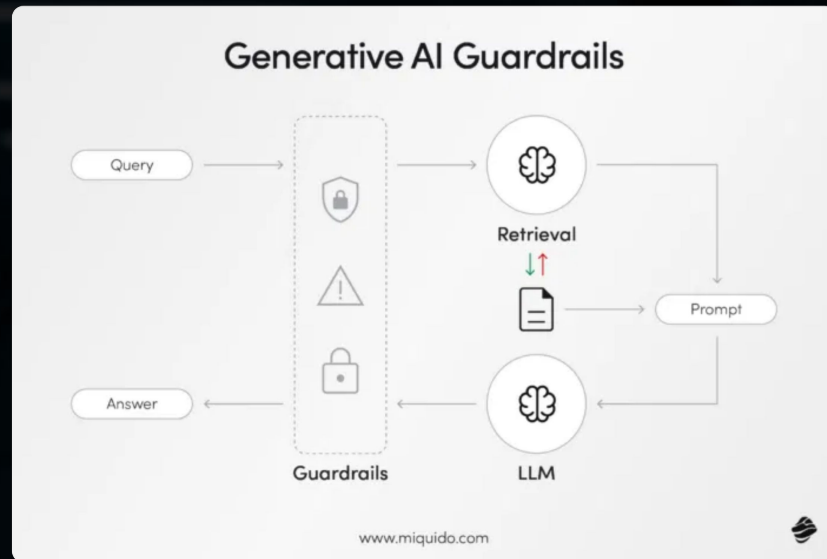 Generative AI Guardrails
Query
Retrieval
Prompt
Answer
Guardrails
LLM
www.miquido.com